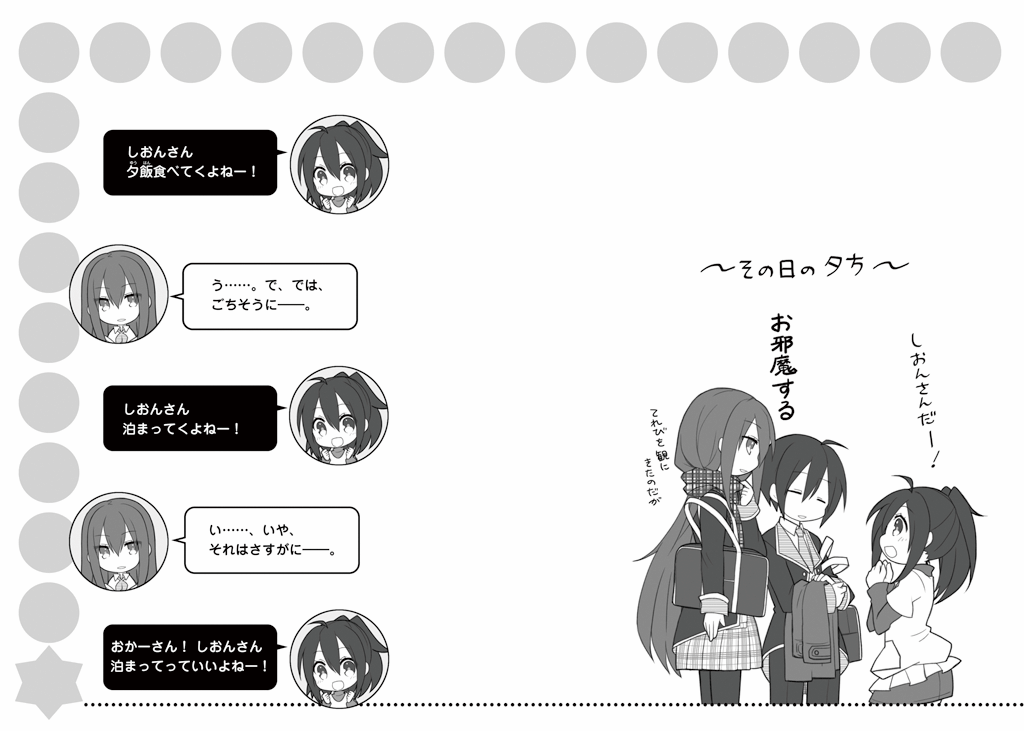 ～その日の夕方～
しおんさんだー！
お邪魔する
てれびを観に
きたのだが
しおんさん
夕飯食べてくよねー！
う……。で、では、
ごちそうに――。
しおんさん
泊まってくよねー！
い……、いや、
それはさすがに――。
おかーさん！ しおんさん
泊まってっていいよねー！